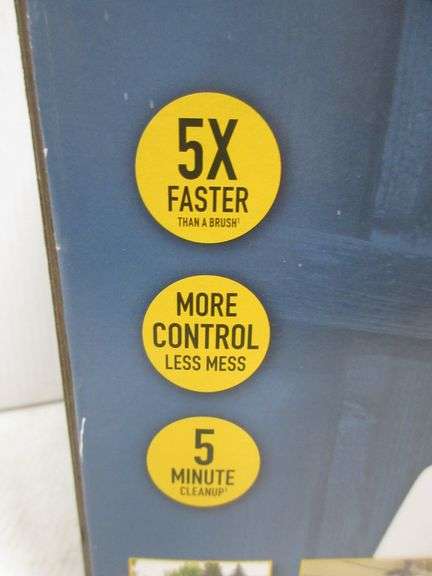 5X
FASTER
THAN A BRUSH¹
MORE
CONTROL
LESS MESS
5
MINUTE
CLEANUP¹